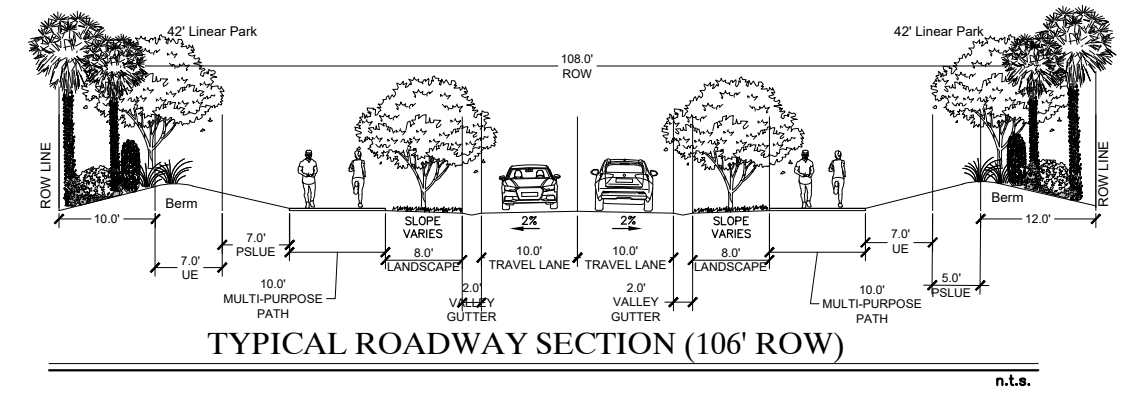 42' Linear Park
42' Linear Park
108.0'
ROW
ROW LINE
ROW LINE
Berm
Berm
SLOPE
VARIES
2%
2%
SLOPE
VARIES
10.0'
12.0'
7.0'
PSLUE
8.0'
LANDSCAPE
10.0'
TRAVEL LANE
10.0'
TRAVEL LANE
8.0'
LANDSCAPE
7.0'
UE
7.0'
UE
10.0'
MULTI-PURPOSE
PATH
2.0'
VALLEY
GUTTER
2.0'
VALLEY
GUTTER
10.0'
MULTI-PURPOSE
PATH
5.0'
PSLUE
TYPICAL ROADWAY SECTION (106' ROW)
n.t.s.